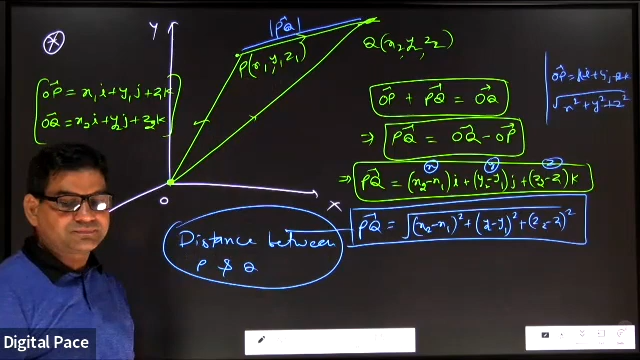 Y
|PQ⃗|
P(x₁,y₁,z₁)
Q(x₂,y₂,z₂)
OP⃗ = x₁i+y₁j+z₁k
OQ⃗ = x₂i+y₂j+z₂k
OP⃗ = xi+yj+zk
√x²+y²+z²
OP⃗ + PQ⃗ = OQ⃗
⇒ PQ⃗ = OQ⃗ - OP⃗
⇒ PQ⃗ = (x₂-x₁)i+(y₂-y₁)j+(z₂-z₁)k
x y z
O
X
Distance between
P & Q
PQ⃗ = √(x₂-x₁)²+(y₂-y₁)²+(z₂-z₁)²
Digital Pace